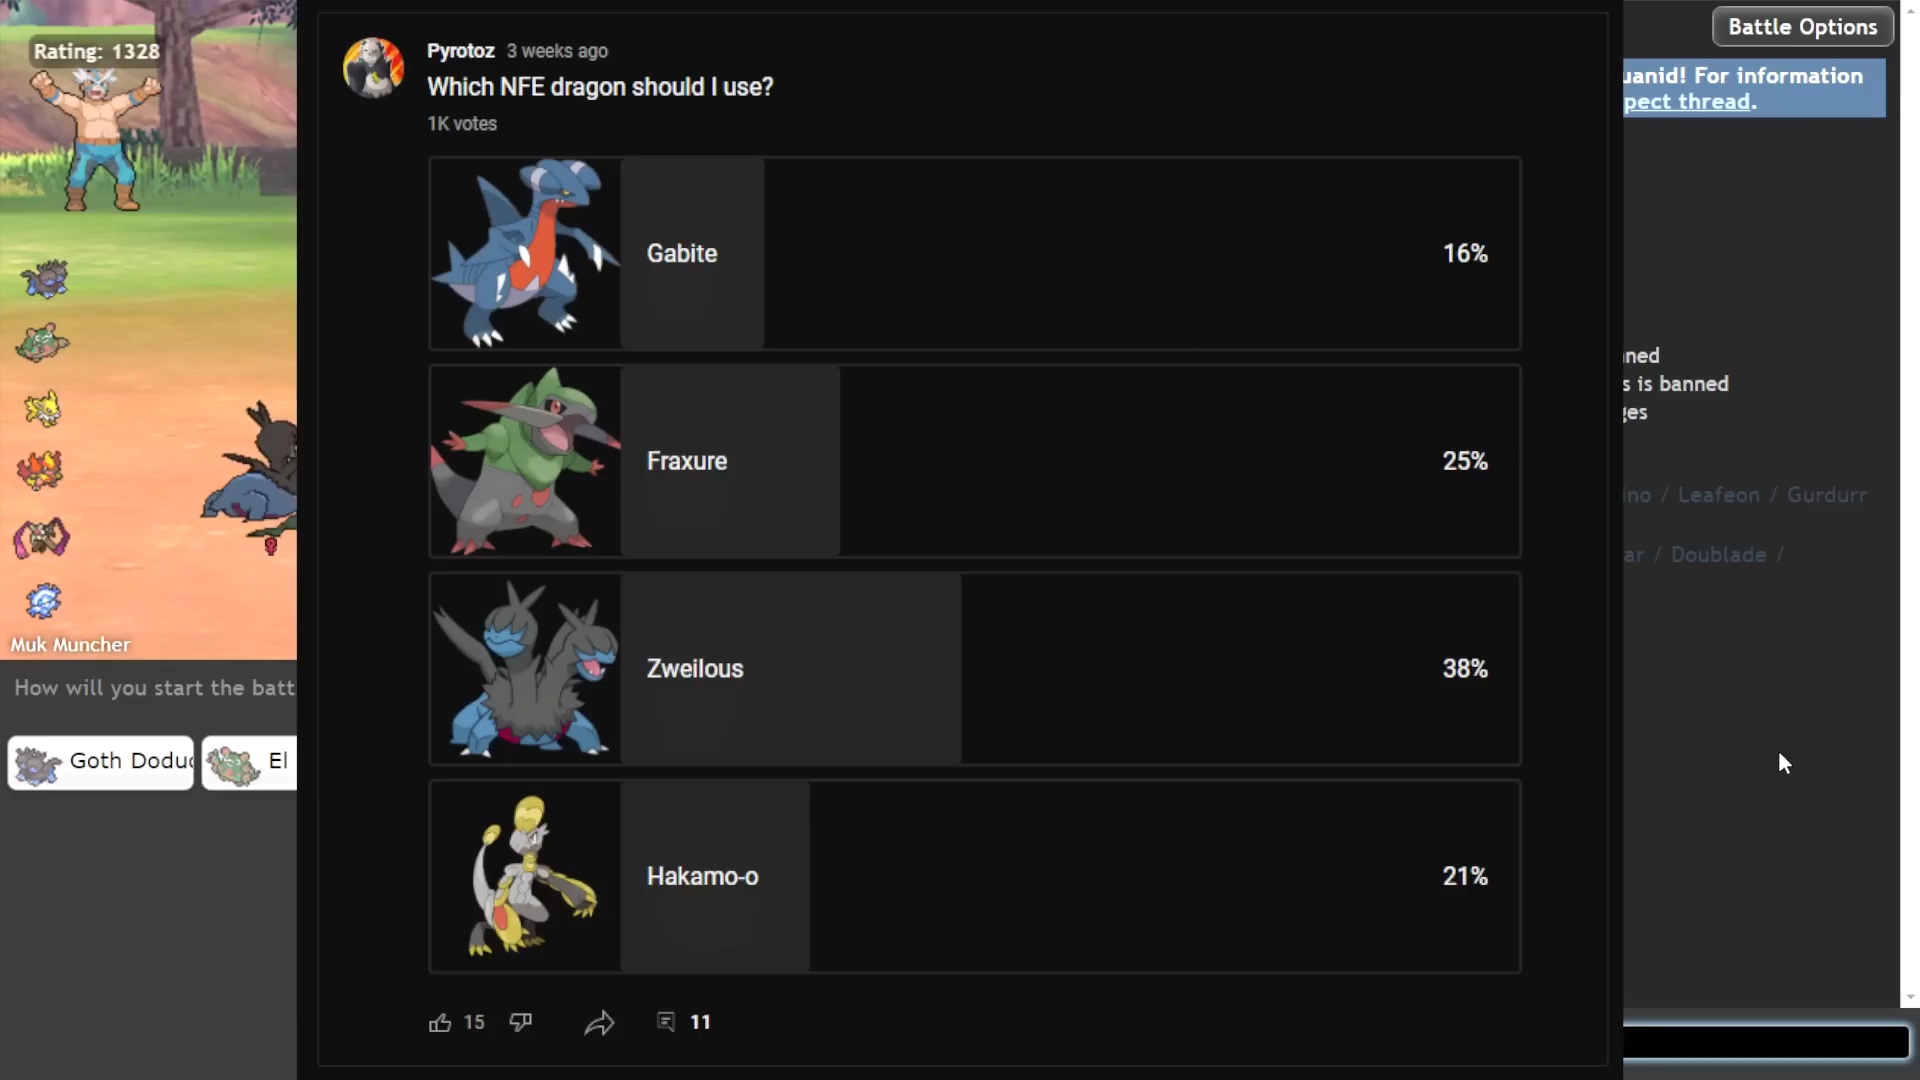 Rating: 1328
Muk Muncher
How will you start the batt
Goth Doduo
El
Pyrotoz 3 weeks ago
Which NFE dragon should I use?
1K votes
Gabite 16%
Fraxure 25%
Zweilous 38%
Hakamo-o 21%
15 11
Battle Options
uanid! For information
pect thread.
ned
s is banned
ges
ino / Leafeon / Gurdurr
ar / Doublade /